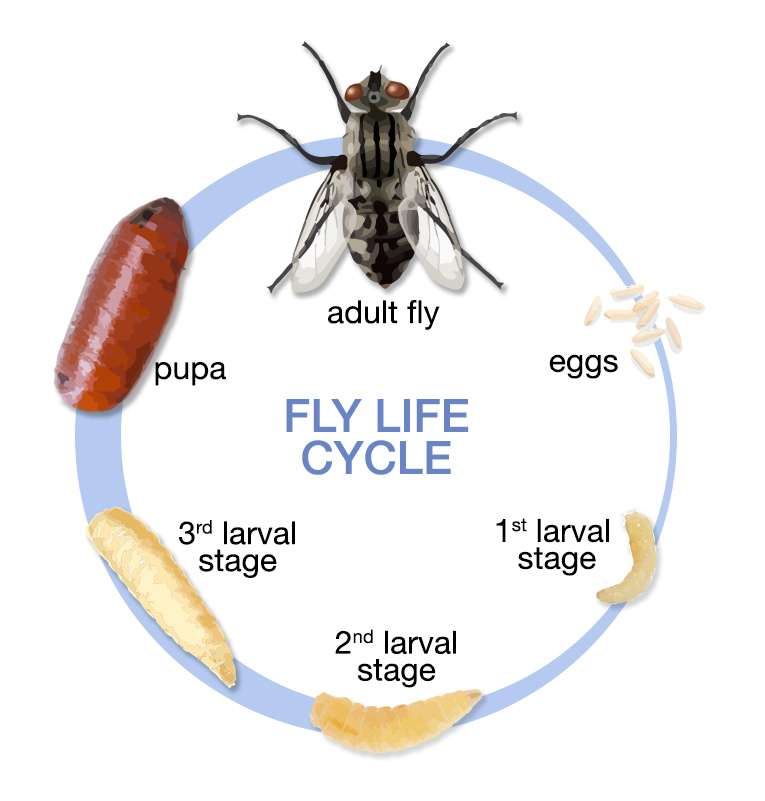 adult fly
eggs
pupa
FLY LIFE
CYCLE
1st larval
stage
3rd larval
stage
2nd larval
stage